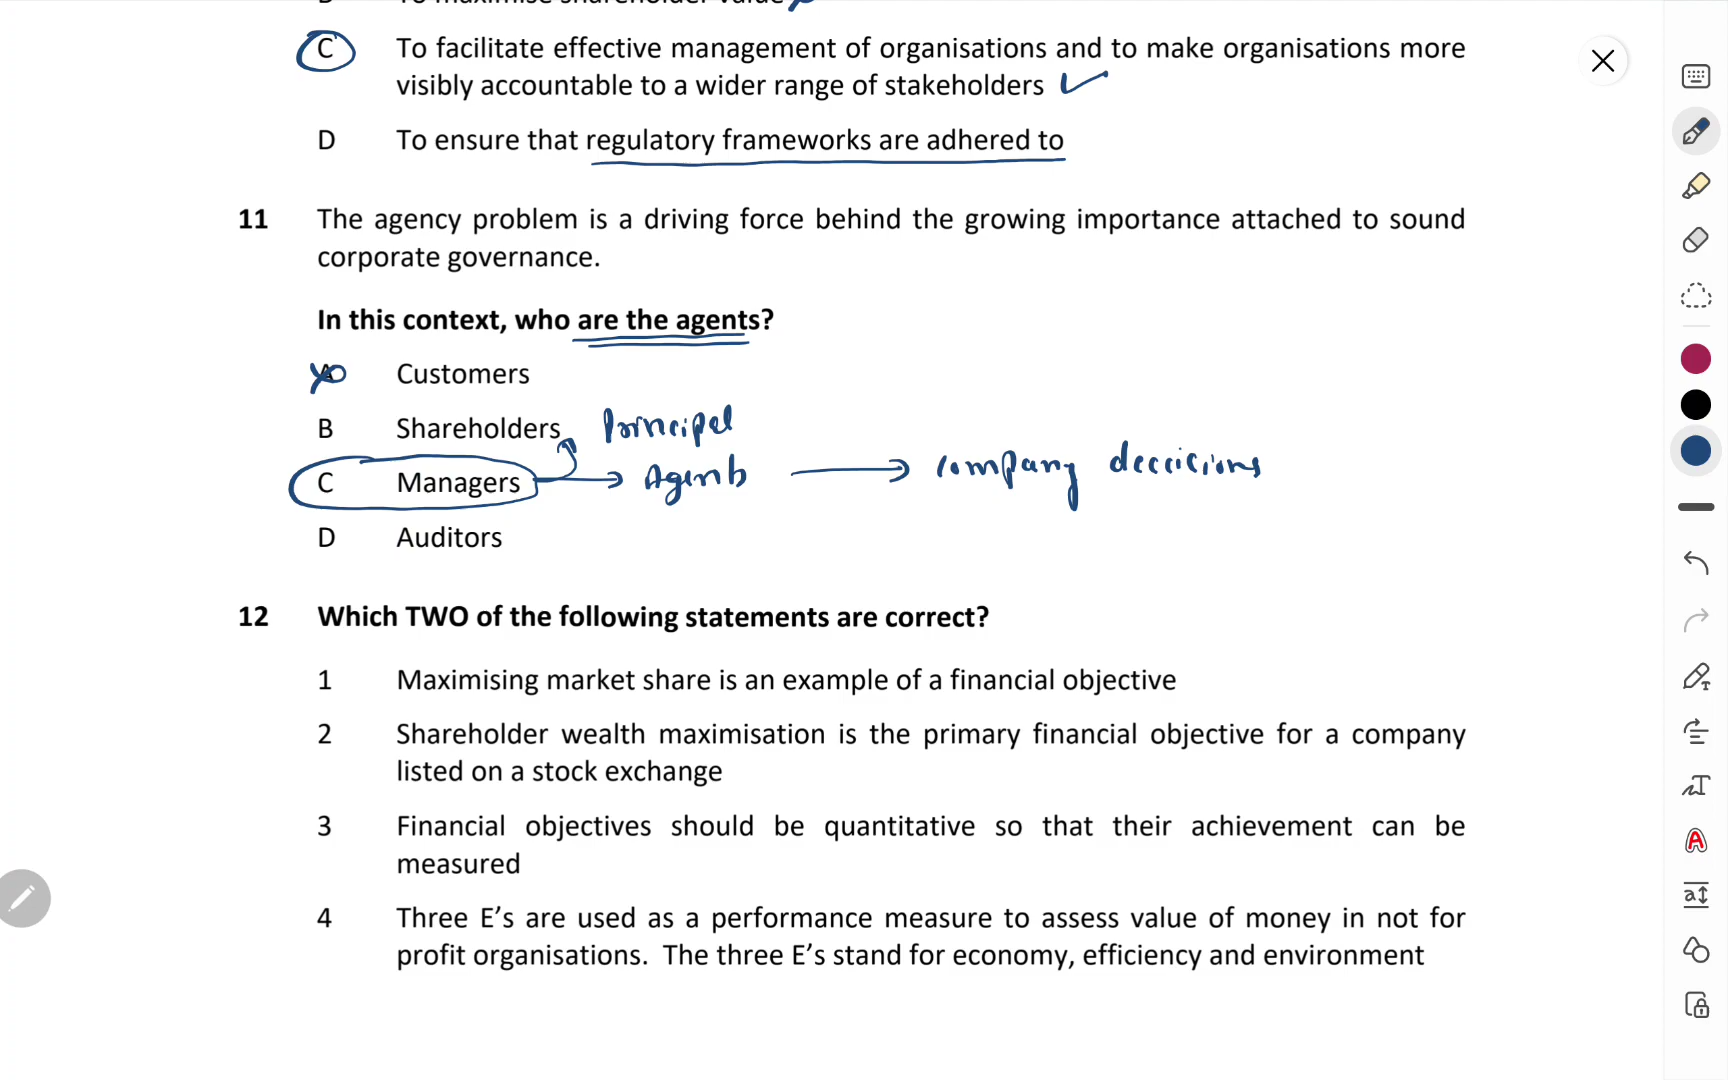 C To facilitate effective management of organisations and to make organisations more
visibly accountable to a wider range of stakeholders
D To ensure that regulatory frameworks are adhered to
11 The agency problem is a driving force behind the growing importance attached to sound
corporate governance.
In this context, who are the agents?
A Customers
B Shareholders Principal
C Managers Agents company deccicions
D Auditors
12 Which TWO of the following statements are correct?
1 Maximising market share is an example of a financial objective
2 Shareholder wealth maximisation is the primary financial objective for a company
listed on a stock exchange
3 Financial objectives should be quantitative so that their achievement can be
measured
4 Three E’s are used as a performance measure to assess value of money in not for
profit organisations. The three E’s stand for economy, efficiency and environment